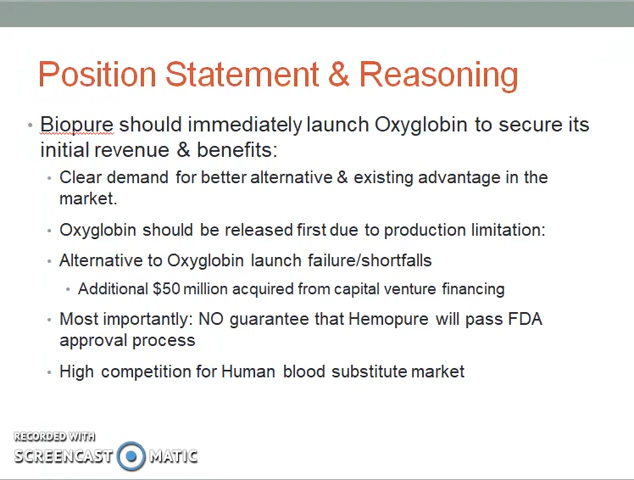 Position Statement & Reasoning
• Biopure should immediately launch Oxyglobin to secure its
initial revenue & benefits:
• Clear demand for better alternative & existing advantage in the
market.
• Oxyglobin should be released first due to production limitation:
• Alternative to Oxyglobin launch failure/shortfalls
• Additional $50 million acquired from capital venture financing
• Most importantly: NO guarantee that Hemopure will pass FDA
approval process
• High competition for Human blood substitute market
RECORDED WITH
SCREENCAST MATIC